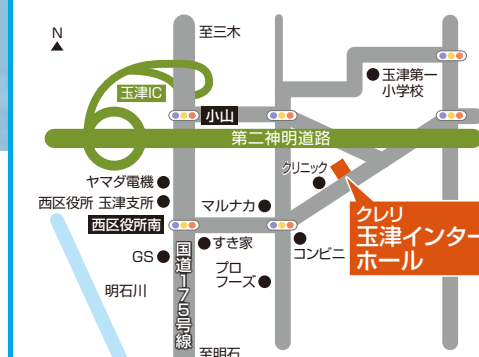 N
至三木
玉津IC
玉津第一
小学校
小山
第二神明道路
クリニック
ヤマダ電機
西区役所 玉津支所
マルナカ
クレリ
玉津インター
ホール
西区役所南
すき家
コンビニ
GS
プロ
フーズ
国道175号線
明石川
至明石